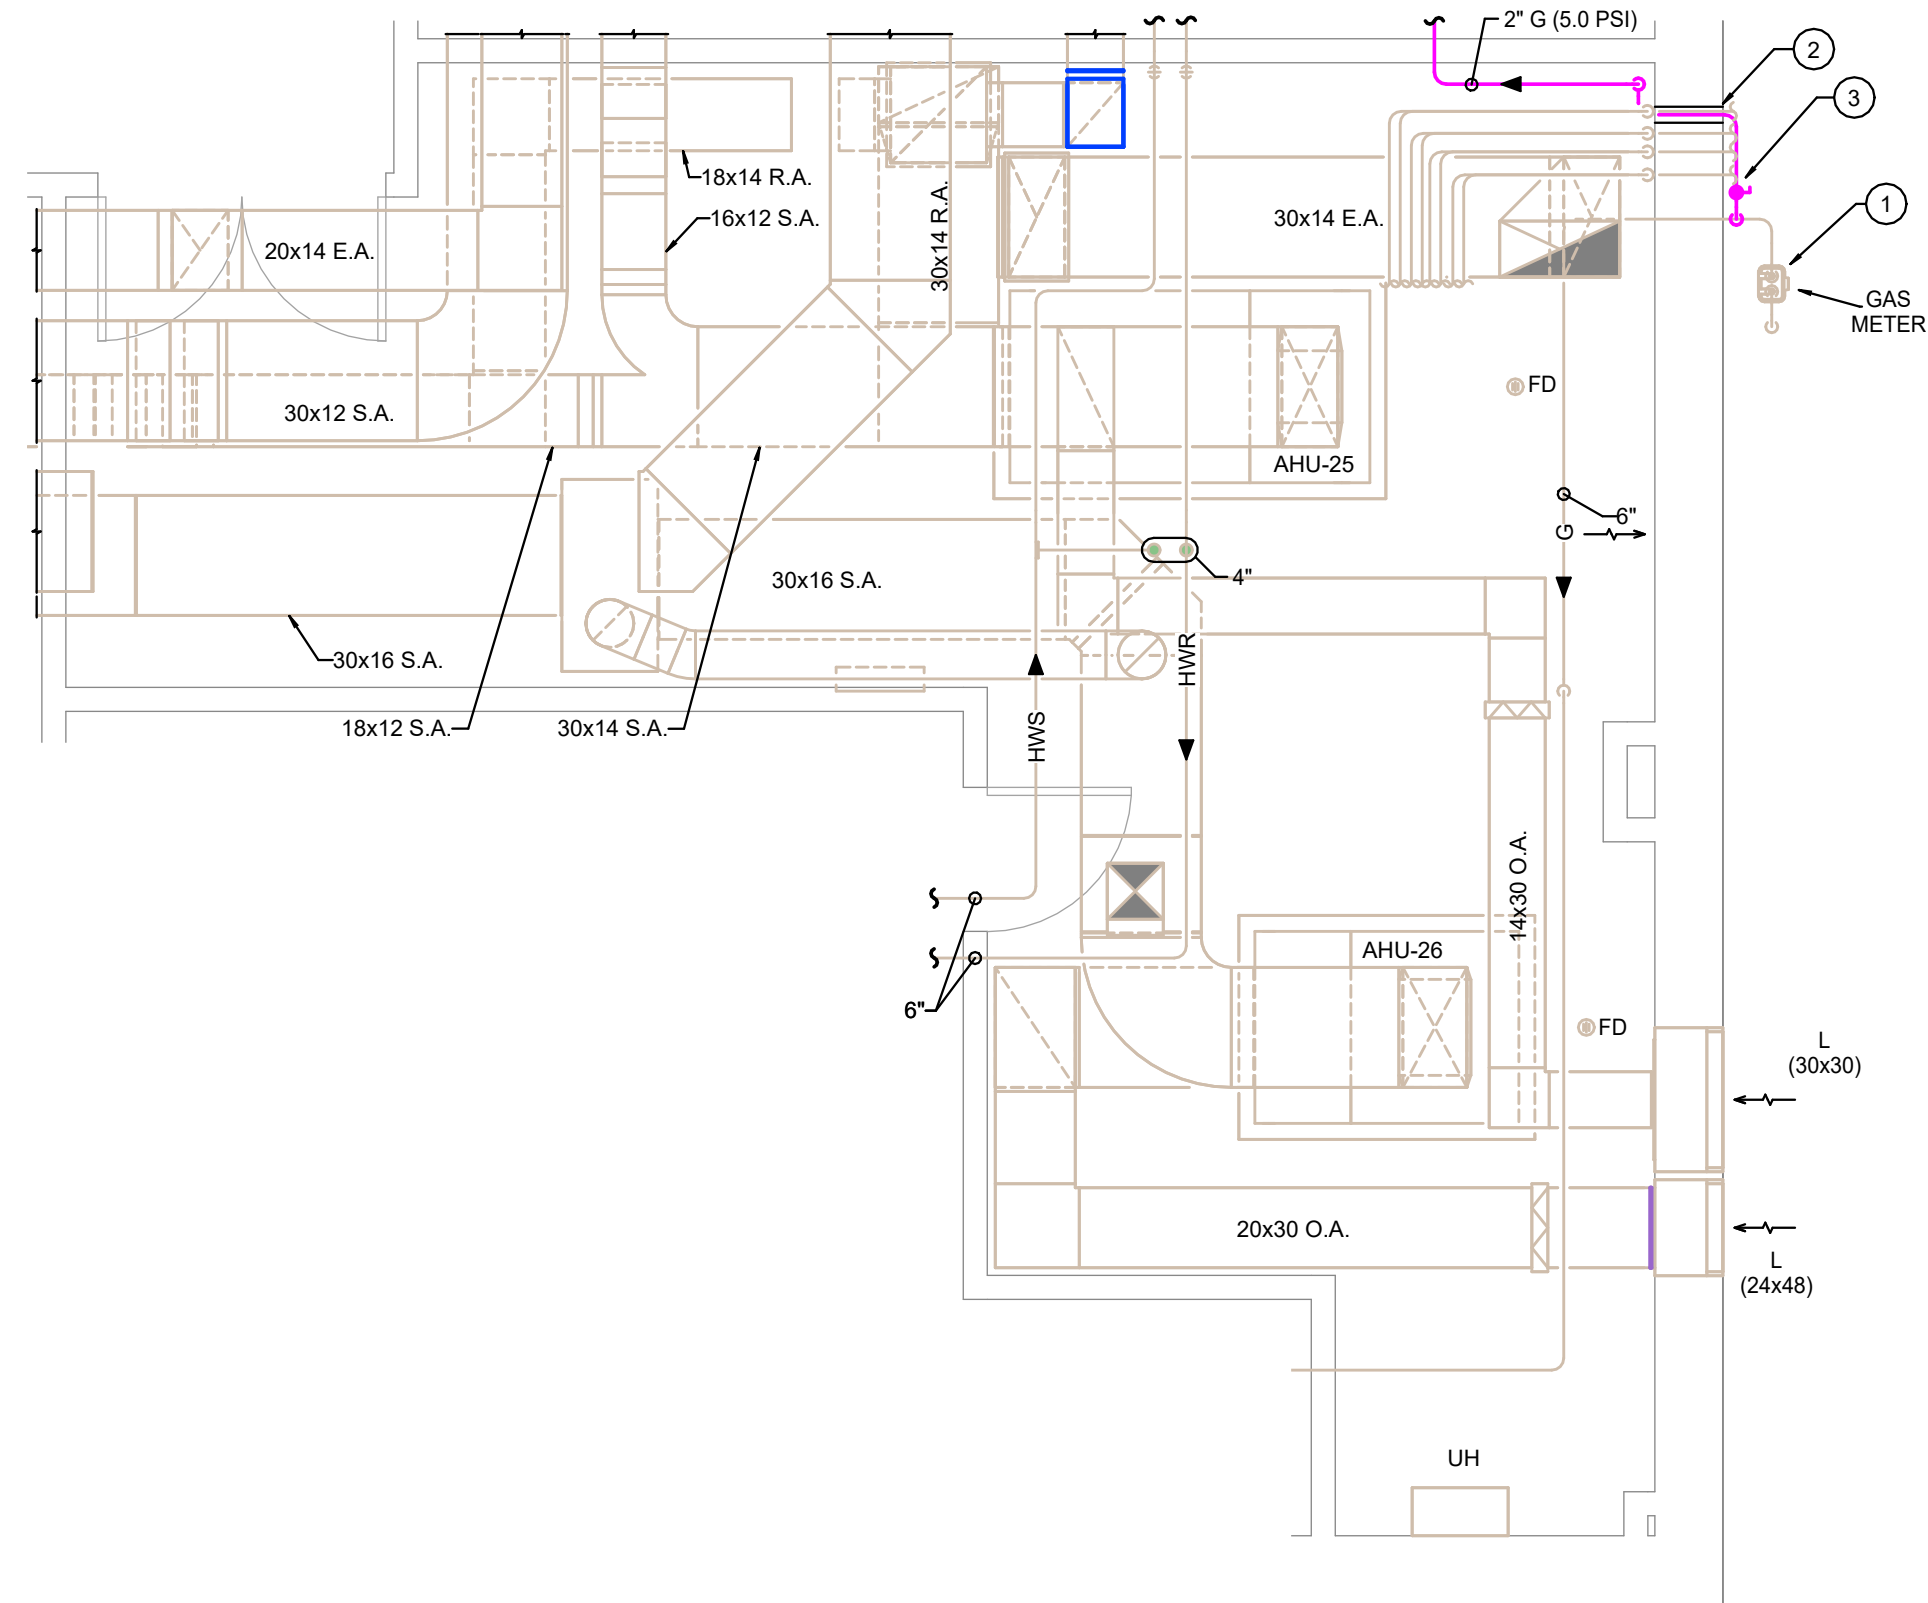 2" G (5.0 PSI)
2
3
18x14 R.A.
16x12 S.A.
1
30x14 E.A.
20x14 E.A.
30x14 R.A.
GAS
METER
FD
30x12 S.A.
AHU-25
6"
G
30x16 S.A.
4"
30x16 S.A.
HWR
18x12 S.A.
30x14 S.A.
HWS
14x30 O.A.
AHU-26
6"
FD
L
(30x30)
20x30 O.A.
L
(24x48)
UH